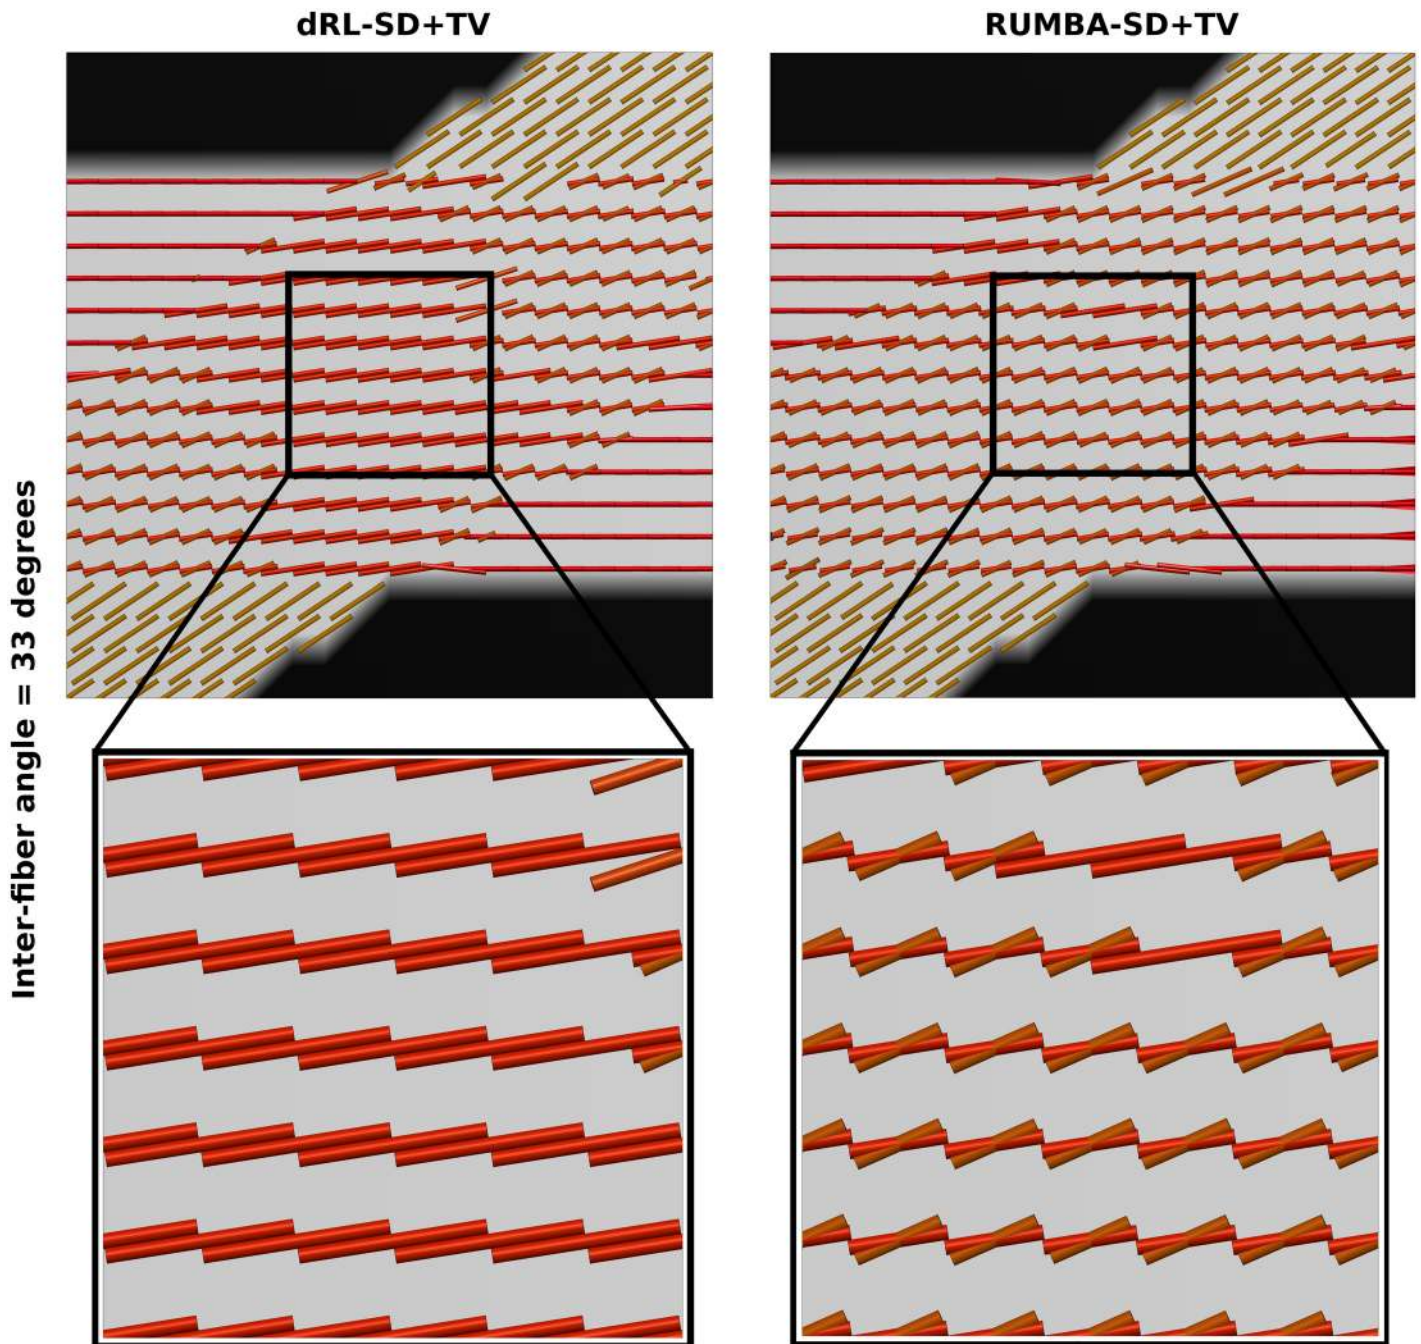 dRL-SD+TV
RUMBA-SD+TV
Inter-fiber angle = 33 degrees